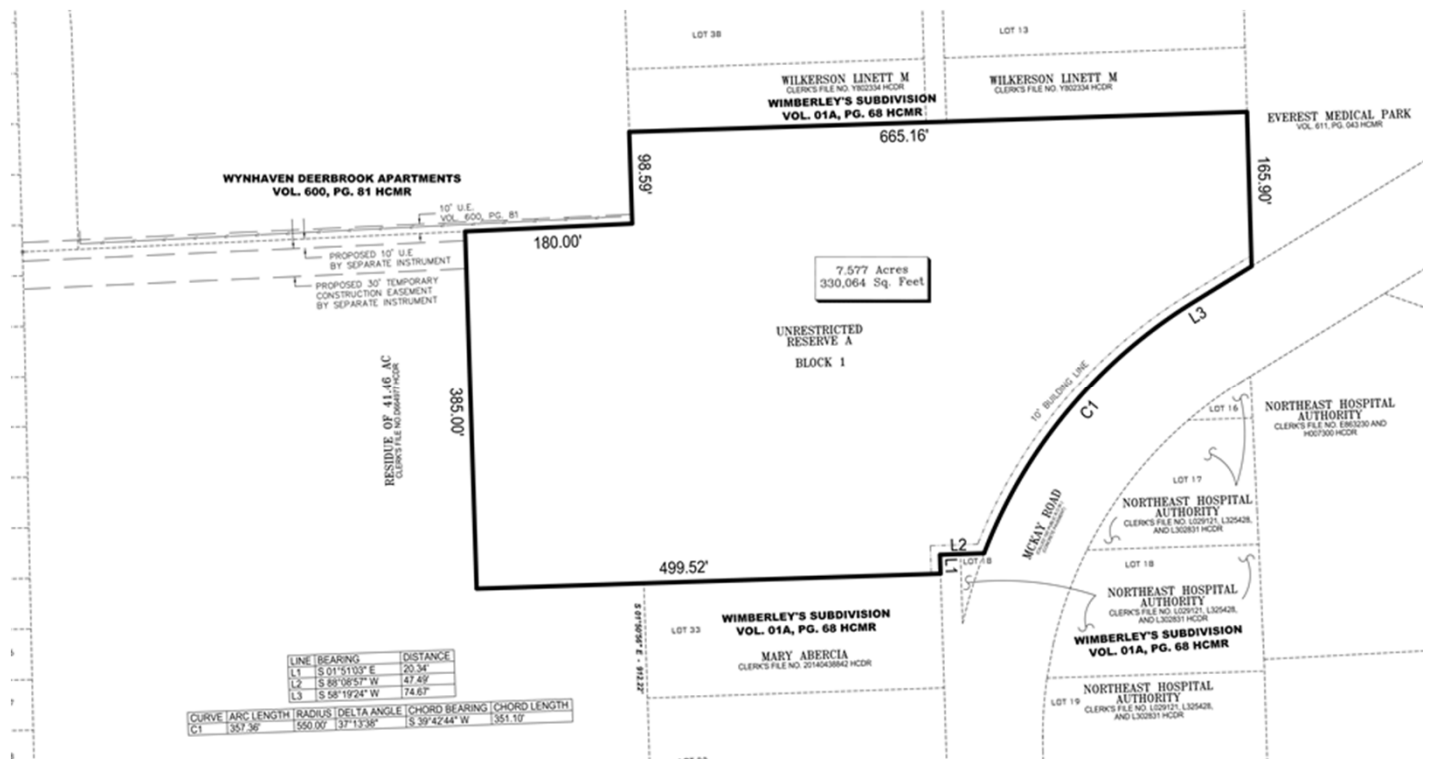 LOT 38
LOT 13
WILKERSON LINETT M
CLERK'S FILE NO. Y802334 HCDR
WILKERSON LINETT M
CLERK'S FILE NO. Y802334 HCDR
WIMBERLEY'S SUBDIVISION
VOL. 01A, PG. 68 HCMR
665.16'
EVEREST MEDICAL PARK
VOL. 611, PG. 043 HCMR
98.59'
165.90'
WYNHAVEN DEERBROOK APARTMENTS
VOL. 600, PG. 81 HCMR
10' U.E.
VOL. 600, PG. 81
180.00'
PROPOSED 10' U.E
BY SEPARATE INSTRUMENT
PROPOSED 30' TEMPORARY
CONSTRUCTION EASEMENT
BY SEPARATE INSTRUMENT
7.577 Acres
330,064 Sq. Feet
UNRESTRICTED
RESERVE A
BLOCK 1
L3
10' BUILDING LINE
C1
RESIDUE OF 41.46 AC
385.00'
LOT 16
NORTHEAST HOSPITAL
AUTHORITY
CLERK'S FILE NO. E863230 AND
H007300 HCDR
LOT 17
NORTHEAST HOSPITAL
AUTHORITY
CLERK'S FILE NO. L029121, L325428,
AND L302831 HCDR
MCKAY ROAD
L2
L1
LOT 18
499.52'
LOT 18
NORTHEAST HOSPITAL
AUTHORITY
CLERK'S FILE NO. L029121, L325428,
AND L302831 HCDR
WIMBERLEY'S SUBDIVISION
VOL. 01A, PG. 68 HCMR
S 01°50'56" E - 912.22'
LOT 33
WIMBERLEY'S SUBDIVISION
VOL. 01A, PG. 68 HCMR
MARY ABERCIA
CLERK'S FILE NO. 20140436842 HCDR
NORTHEAST HOSPITAL
AUTHORITY
LOT 19
CLERK'S FILE NO. L029121, L325428,
AND L302831 HCDR
LINE BEARING DISTANCE
L1 S 01°51'03" E 20.34'
L2 S 88°08'57" W 47.49'
L3 S 58°19'24" W 74.67'
CURVE ARC LENGTH RADIUS DELTA ANGLE CHORD BEARING CHORD LENGTH
C1 357.36' 550.00' 37°13'38" S 39°42'44" W 351.10'